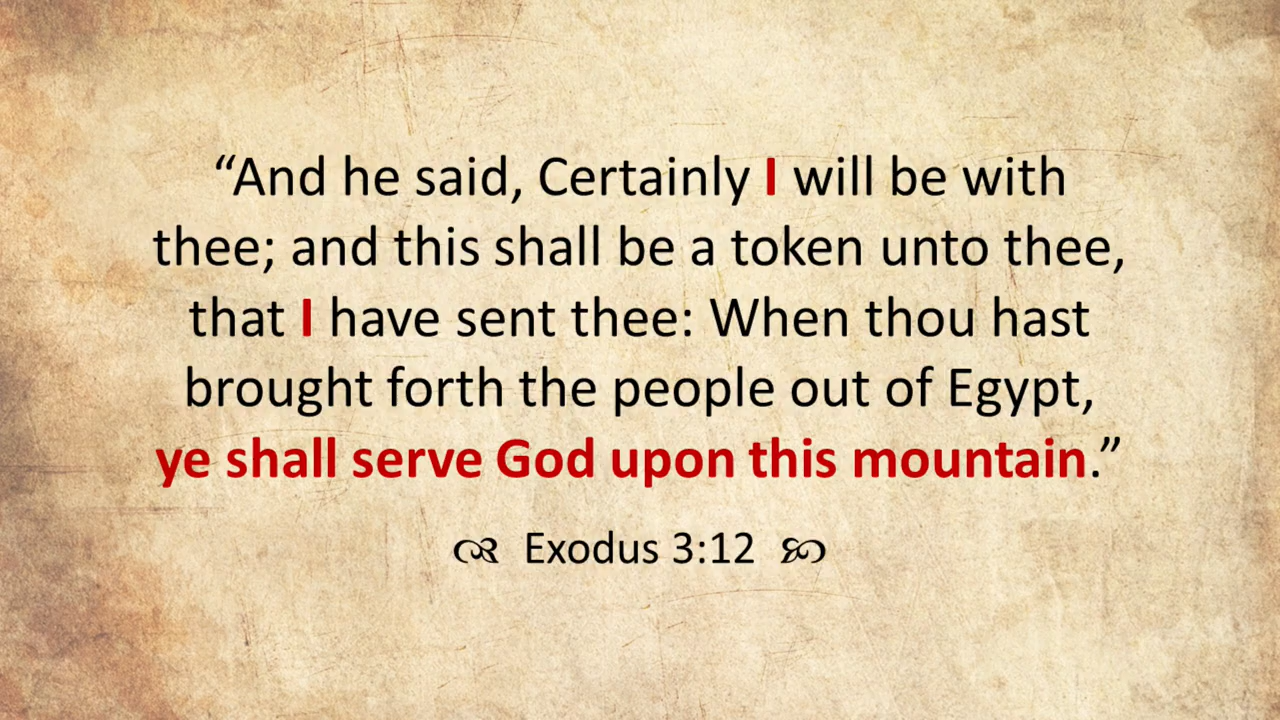 “And he said, Certainly I will be with
thee; and this shall be a token unto thee,
that I have sent thee: When thou hast
brought forth the people out of Egypt,
ye shall serve God upon this mountain.”
Exodus 3:12